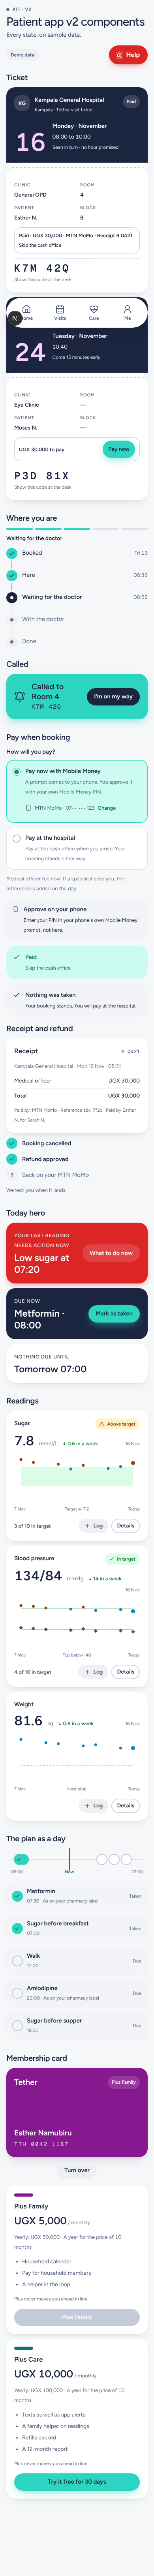 KIT · V2
Patient app v2 components
Every state, on sample data.
Demo data
Help
Ticket
KG
Kampala General Hospital
Kampala · Tether visit ticket
Paid
16
Monday · November
08:00 to 10:00
Seen in turn · no hour promised
CLINIC
ROOM
General OPD
4
PATIENT
BLOCK
Esther N.
B
Paid · UGX 30,000 · MTN MoMo · Receipt R 0421
Skip the cash office
K7M 42Q
Show this code at the desk
N
Visits
Care
Me
24
Tuesday · November
10:40
Come 15 minutes early
CLINIC
ROOM
Eye Clinic
—
PATIENT
BLOCK
Moses N.
—
UGX 30,000 to pay
Pay now
P3D 81X
Show this code at the desk
Where you are
Waiting for the doctor
Booked
Fri 13
Here
08:36
Waiting for the doctor
08:52
With the doctor
Done
Called
Called to
Room 4
K7M 42Q
I'm on my way
Pay when booking
How will you pay?
Pay now with Mobile Money
A prompt comes to your phone. You approve it
with your own Mobile Money PIN.
MTN MoMo · 07•• ••• 123 Change
Pay at the hospital
Pay at the cash office when you arrive. Your
booking stands either way.
Medical officer fee now. If a specialist sees you, the
difference is added on the day.
Approve on your phone
Enter your PIN in your phone's own Mobile Money
prompt, not here.
Paid
Skip the cash office
Nothing was taken
Your booking stands. You will pay at the hospital.
Receipt and refund
Receipt
R 0421
Kampala General Hospital · Mon 16 Nov · 08:31
Medical officer
UGX 30,000
Total
UGX 30,000
Paid by
N. for Sarah N.
Booking cancelled
Refund approved
3
Back on your MTN MoMo
We text you when it lands.
Today hero
YOUR LAST READING
NEEDS ACTION NOW
Low sugar at
07:20
What to do now
DUE NOW
Metformin ·
08:00
Mark as taken
NOTHING DUE UNTIL
Tomorrow 07:00
Readings
Sugar
Above target
7.8 mmol/L ↓ 0.6 in a week
16 Nov
7 Nov
Target 4-7.2
Today
3 of 10 in target
+ Log
Details
Blood pressure
In target
134/84 mmHg ↓ 14 in a week
16 Nov
7 Nov
Top below 140
Today
4 of 10 in target
+ Log
Details
Weight
81.6 kg ↓ 0.8 in a week
16 Nov
7 Nov
Next step
Today
+ Log
Details
The plan as a day
06:00
Now
22:00
Metformin
07:30 · As on your pharmacy label
Taken
Sugar before breakfast
07:00
Taken
Walk
17:00
Due
Amlodipine
20:00 · As on your pharmacy label
Due
Sugar before supper
18:30
Due
Membership card
Tether
Plus Family
Esther Namubiru
TTH 0042 1187
Turn over
Plus Family
UGX 5,000 / monthly
Yearly: UGX 50,000 · A year for the price of 10
months
Household calendar
Pay for household members
A helper in the loop
Plus never moves you ahead in line.
Plus Family
Plus Care
UGX 10,000 / monthly
Yearly: UGX 100,000 · A year for the price of 10
months
Texts as well as app alerts
A family helper on readings
Refills packed
A 12-month report
Plus never moves you ahead in line.
Try it free for 30 days